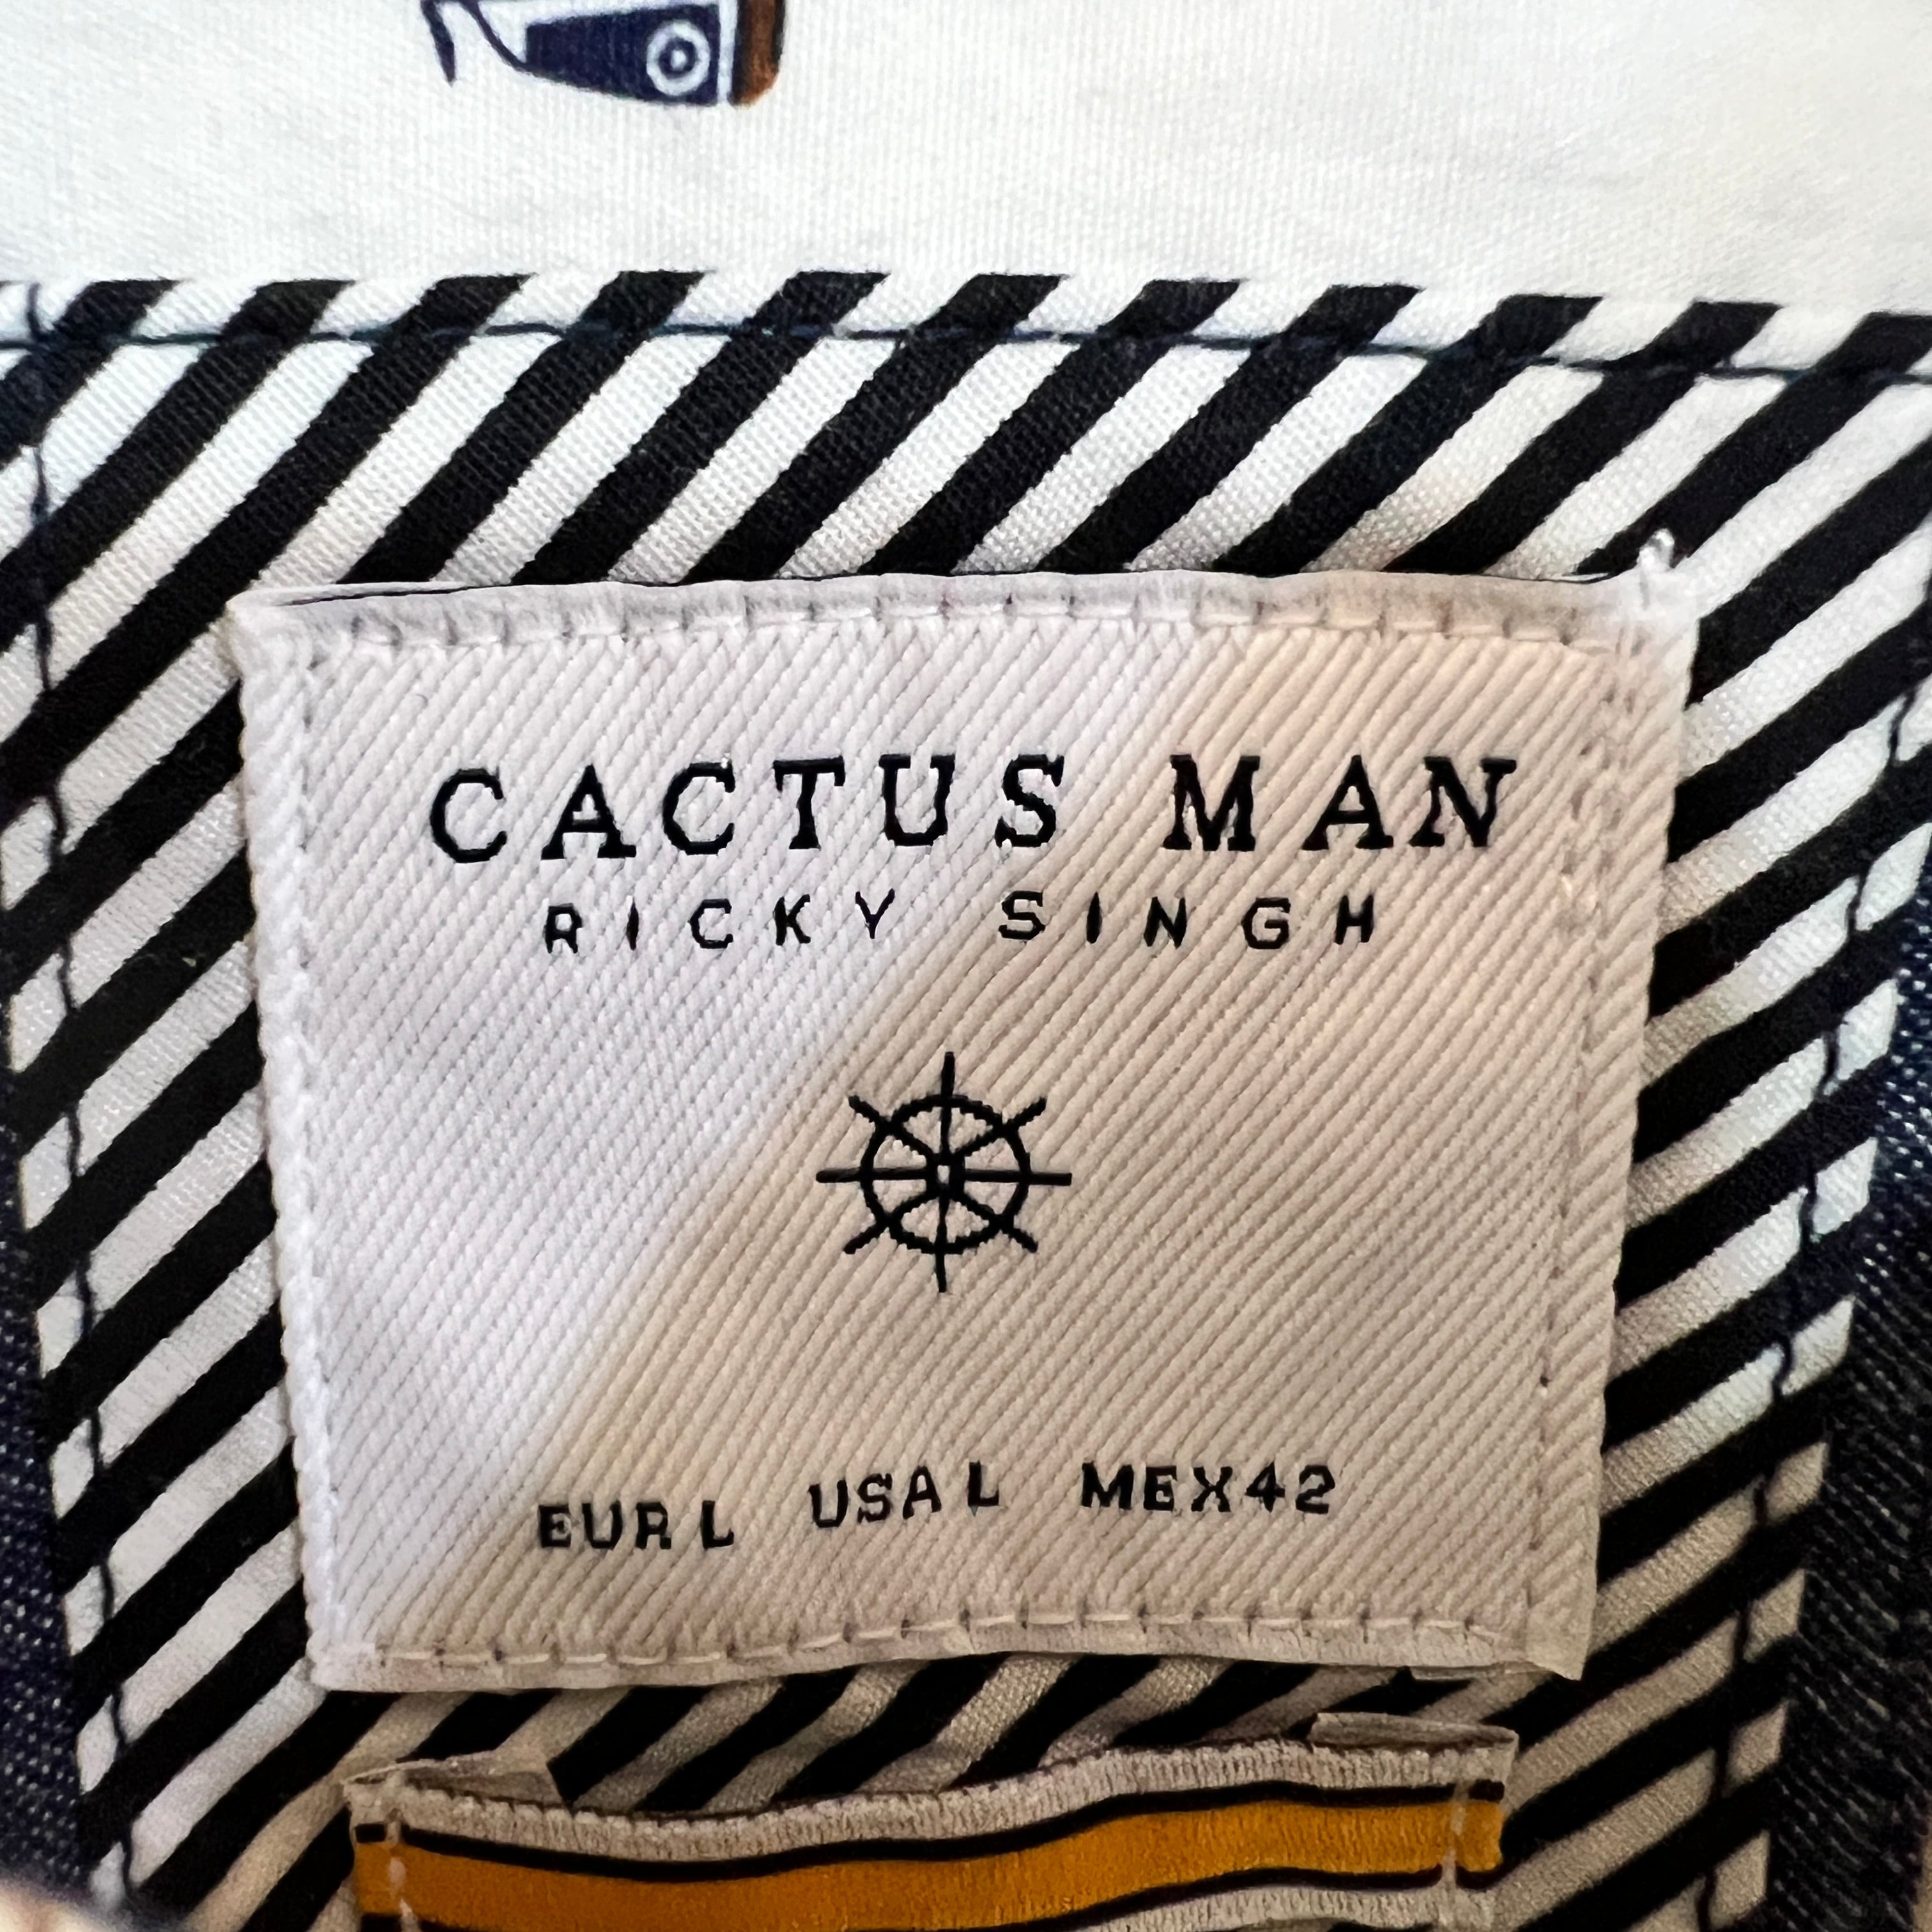 CACTUS MAN
RICKY SINGH
EUR L USA L MEX42